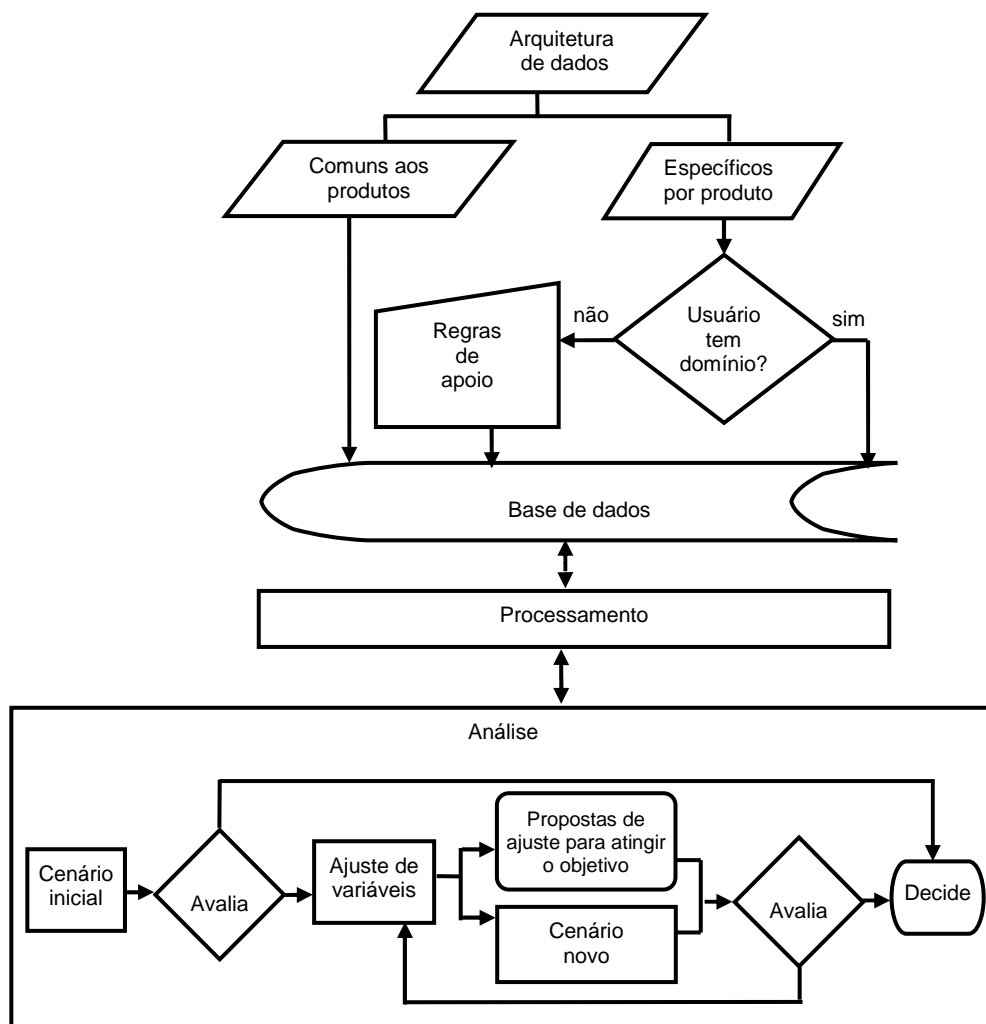 Arquitetura
de dados
Comuns aos
produtos
Específicos
por produto
não
Usuário
tem
domínio?
sim
Regras
de
apoio
Base de dados
Processamento
Análise
Cenário
inicial
Avalia
Ajuste de
variáveis
Propostas de
ajuste para atingir
o objetivo
Cenário
novo
Avalia
Decide